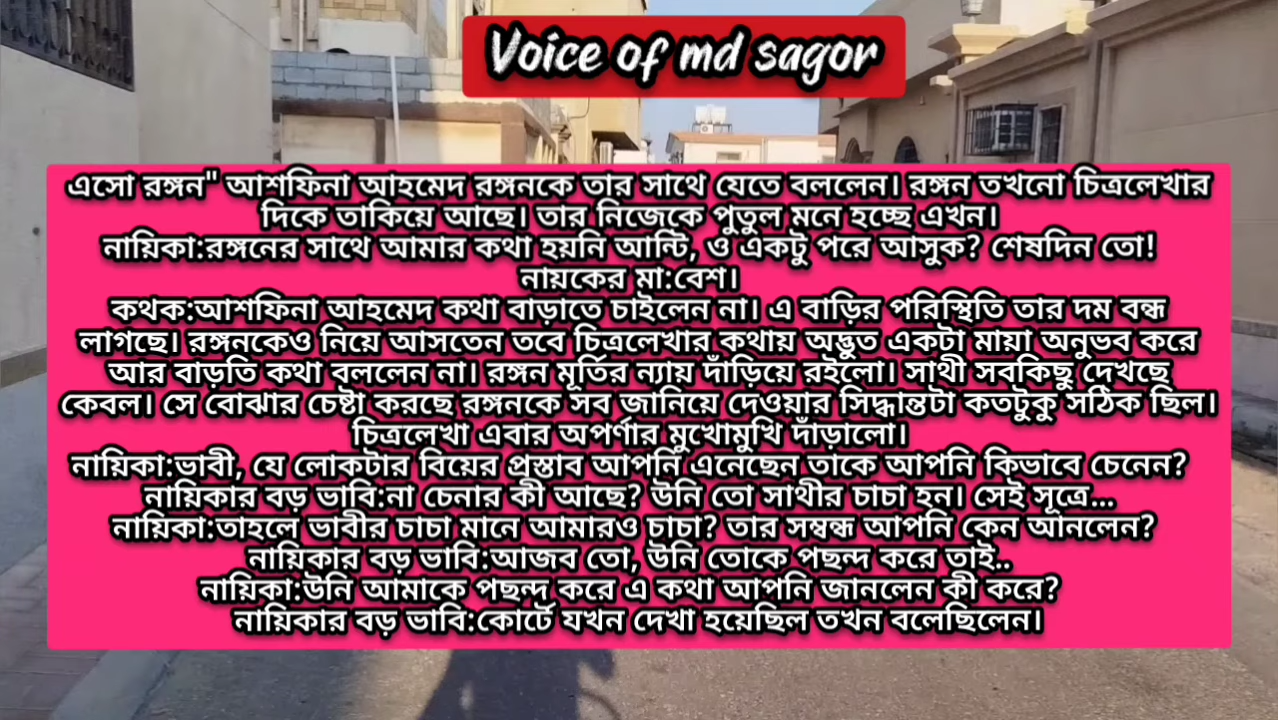 Voice of md sagor
এসো রঙ্গন" আশফিনা আহমেদ রঙ্গনকে তার সাথে যেতে বললেন। রঙ্গন তখনো চিত্রলেখার
দিকে তাকিয়ে আছে। তার নিজেকে পুতুল মনে হচ্ছে এখন।
নায়িকা:রঙ্গনের সাথে আমার কথা হয়নি আন্টি, ও একটু পরে আসুক? শেষদিন তো!
নায়কের মা:বেশ।
কথক:আশফিনা আহমেদ কথা বাড়াতে চাইলেন না। এ বাড়ির পরিস্থিতি তার দম বন্ধ
লাগছে। রঙ্গনকেও নিয়ে আসতেন তবে চিত্রলেখার কথায় অদ্ভুত একটা মায়া অনুভব করে
আর বাড়তি কথা বললেন না। রঙ্গন মূর্তির ন্যায় দাঁড়িয়ে রইলো। সাথী সবকিছু দেখছে
কেবল। সে বোঝার চেষ্টা করছে রঙ্গনকে সব জানিয়ে দেওয়ার সিদ্ধান্তটা কতটুকু সঠিক ছিল।
চিত্রলেখা এবার অপর্ণার মুখোমুখি দাঁড়ালো।
নায়িকা:ভাবী, যে লোকটার বিয়ের প্রস্তাব আপনি এনেছেন তাকে আপনি কিভাবে চেনেন?
নায়িকার বড় ভাবি:না চেনার কী আছে? উনি তো সাথীর চাচা হন। সেই সূত্রে...
নায়িকা:তাহলে ভাবীর চাচা মানে আমারও চাচা? তার সম্বন্ধ আপনি কেন আনলেন?
নায়িকার বড় ভাবি:আজব তো, উনি তোকে পছন্দ করে তাই..
নায়িকা:উনি আমাকে পছন্দ করে এ কথা আপনি জানলেন কী করে?
নায়িকার বড় ভাবি:কোর্টে যখন দেখা হয়েছিল তখন বলেছিলেন।